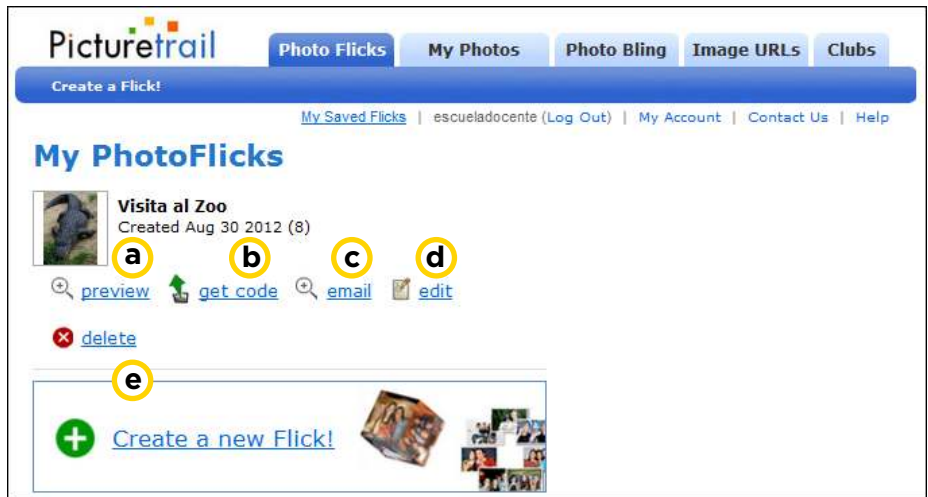 Picturetrail
Photo Flicks My Photos Photo Bling Image URLs Clubs
Create a Flick!
My Saved Flicks | escueladocente (Log Out) | My Account | Contact Us | Help
My PhotoFlicks
Visita al Zoo
Created Aug 30 2012 (8)
a b c d
preview get code email edit
delete
e
Create a new Flick!